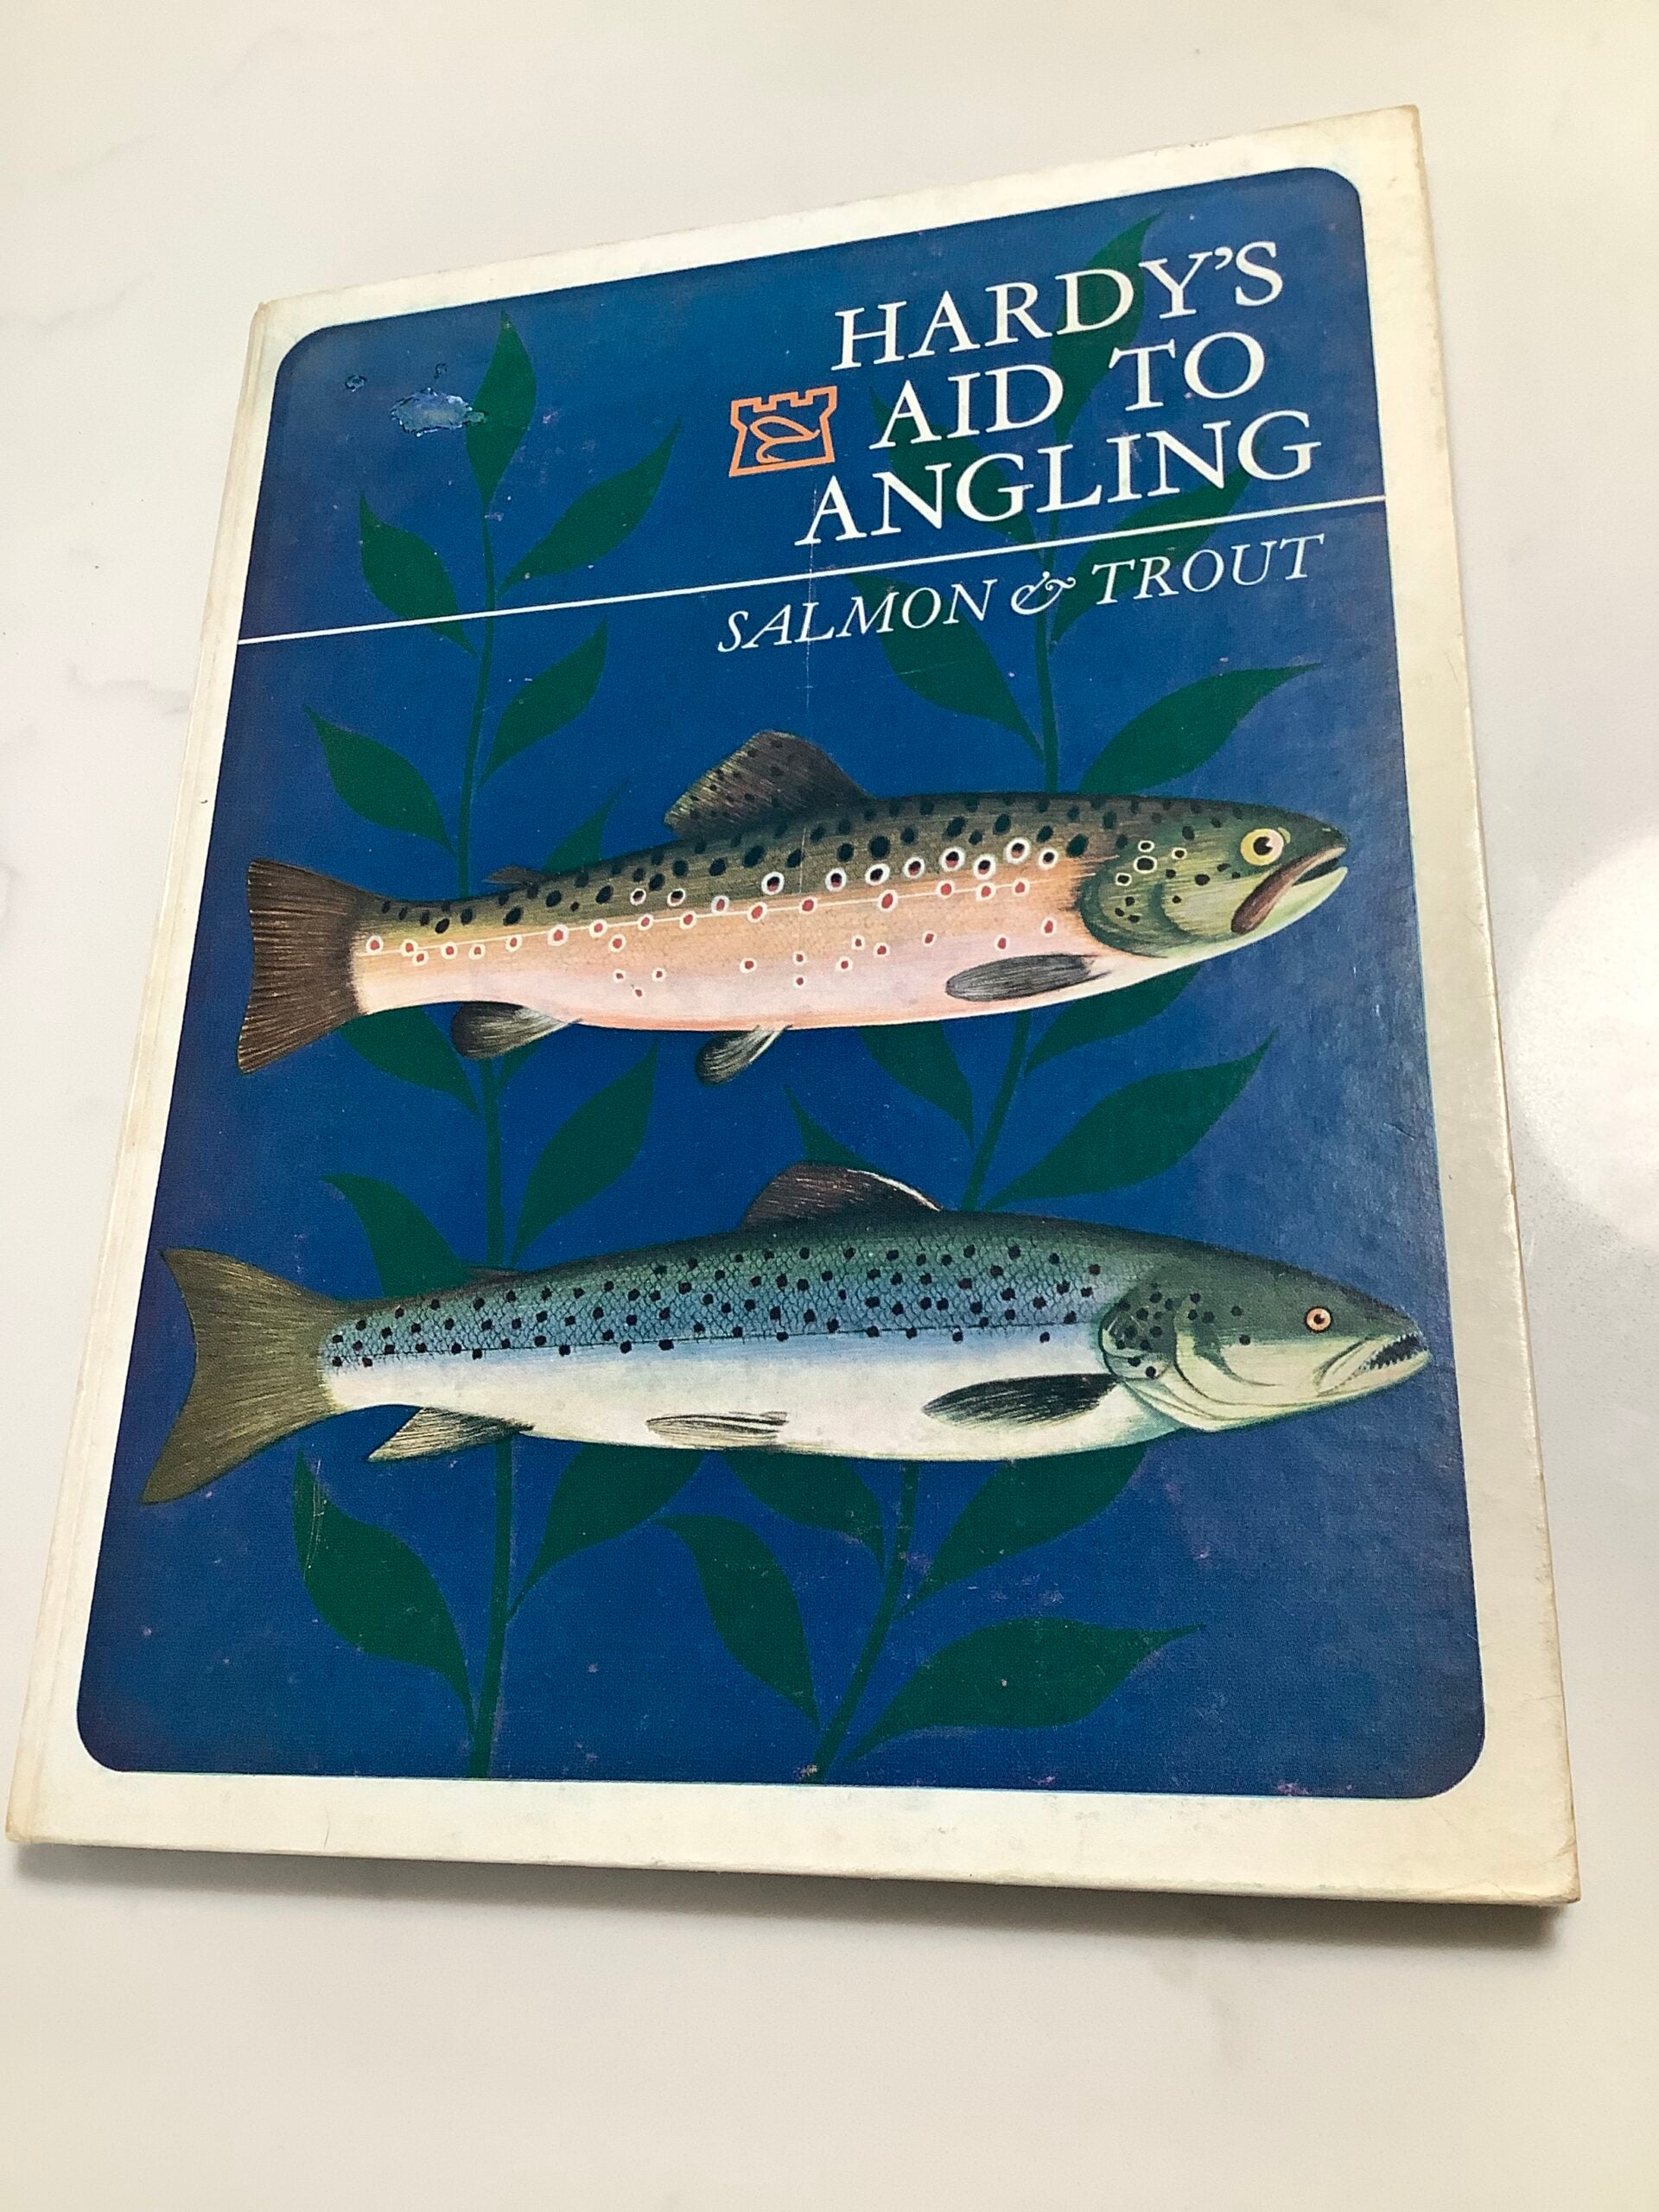 HARDY'S
AID TO
ANGLING
SALMON & TROUT